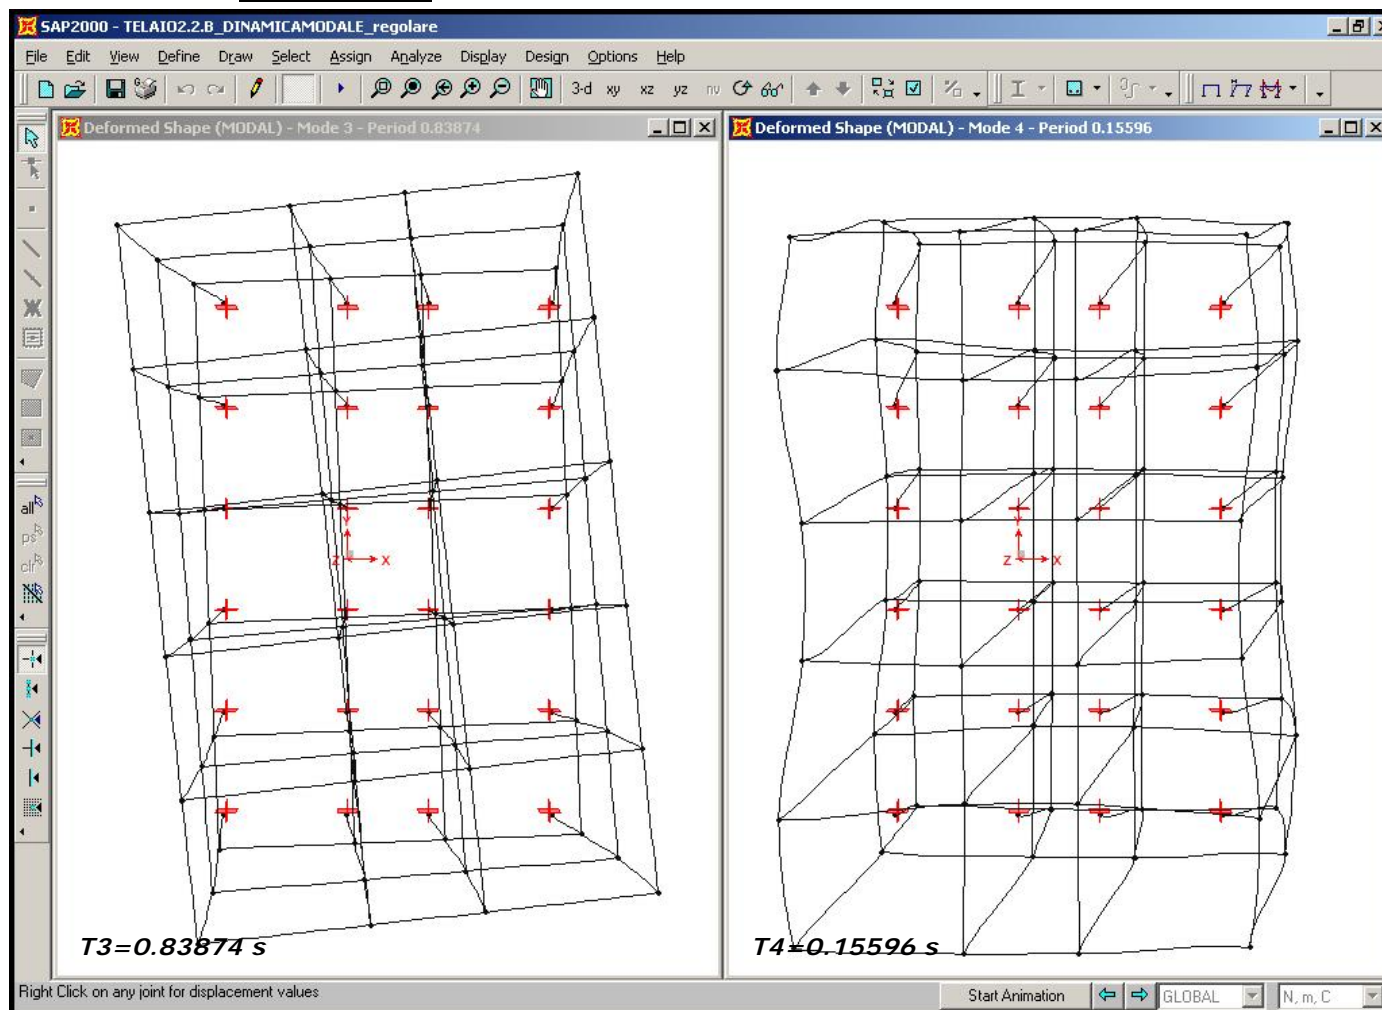 SAP2000 - TELAIO2.2.B_DINAMICAMODALE_regolare
File Edit View Define Draw Select Assign Analyze Display Design Options Help
3-d xy xz yz nv
Deformed Shape (MODAL) - Mode 3 - Period 0.83874
Deformed Shape (MODAL) - Mode 4 - Period 0.15596
all
ps
clr
Y
Z X
Y
Z X
T3=0.83874 s
T4=0.15596 s
Right Click on any joint for displacement values
Start Animation
GLOBAL
N, m, C